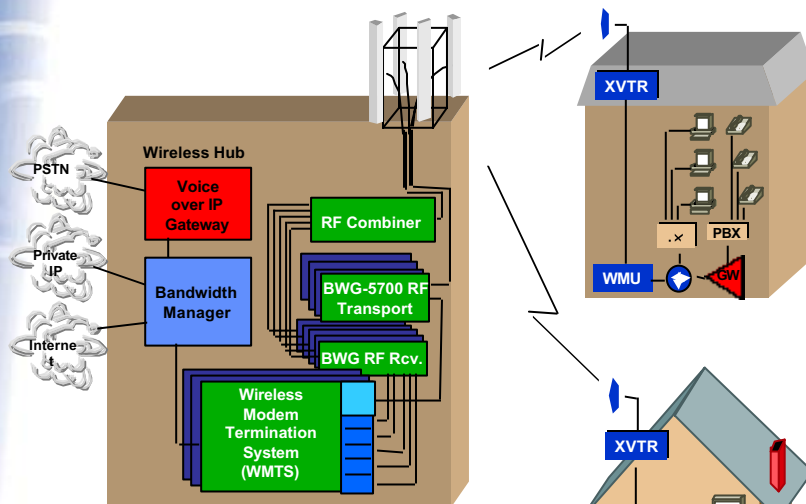 Wireless Hub
PSTN
Voice
over IP
Gateway
Private
IP
Bandwidth
Manager
Interne
t
RF Combiner
BWG-5700 RF
Transport
BWG RF Rcv.
Wireless
Modem
Termination
System
(WMTS)
XVTR
.x
PBX
WMU
GW
XVTR